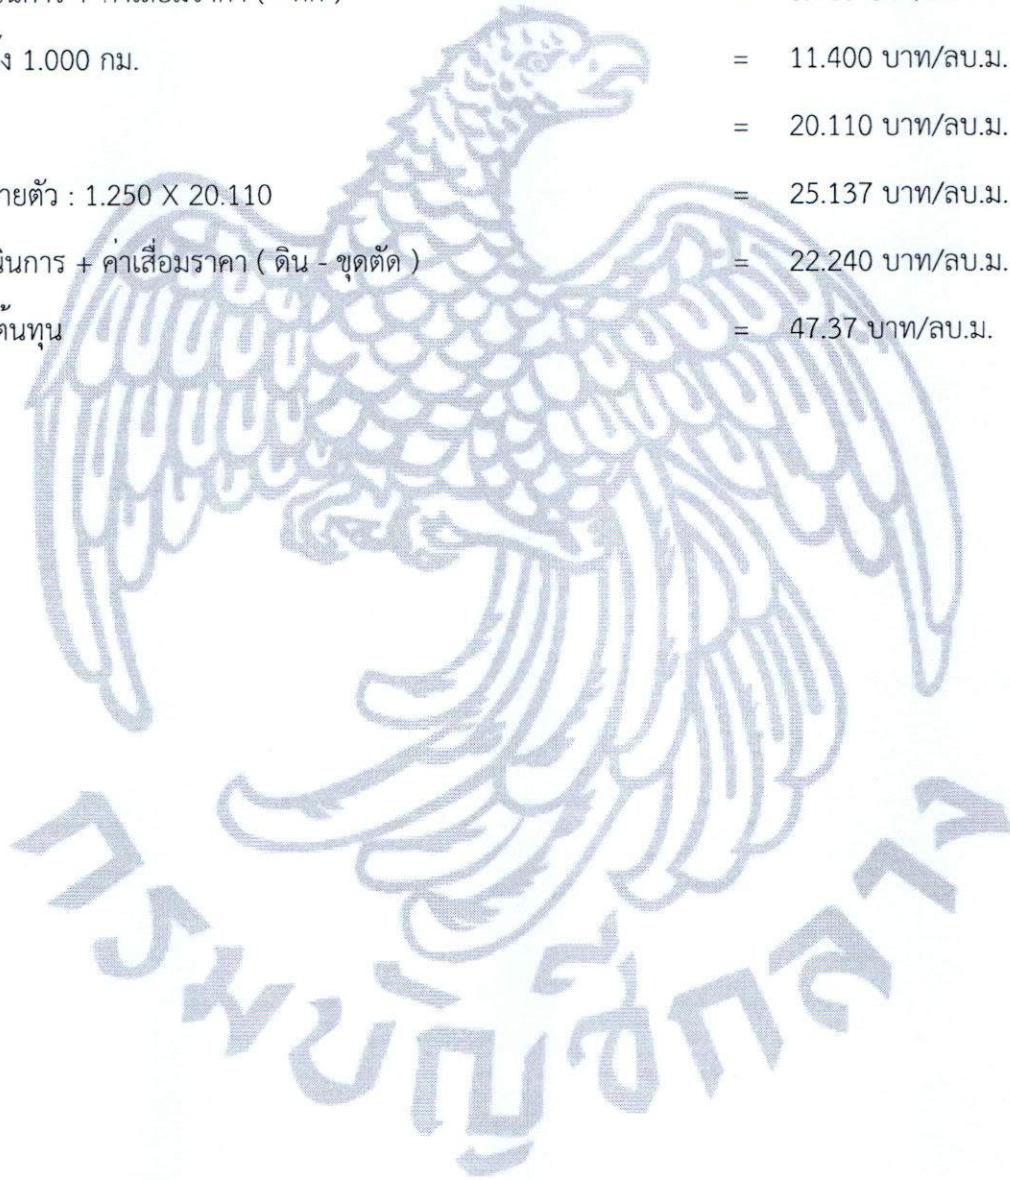 ง 1.000 กม. = 11.400 บาท/ลบ.ม.
= 20.110 บาท/ลบ.ม.
ายตัว : 1.250 X 20.110 = 25.137 บาท/ลบ.ม.
นินการ + ค่าเสื่อมราคา ( ดิน - ขุดตัด ) = 22.240 บาท/ลบ.ม.
ต้นทุน = 47.37 บาท/ลบ.ม.
กรมบัญชีกลาง